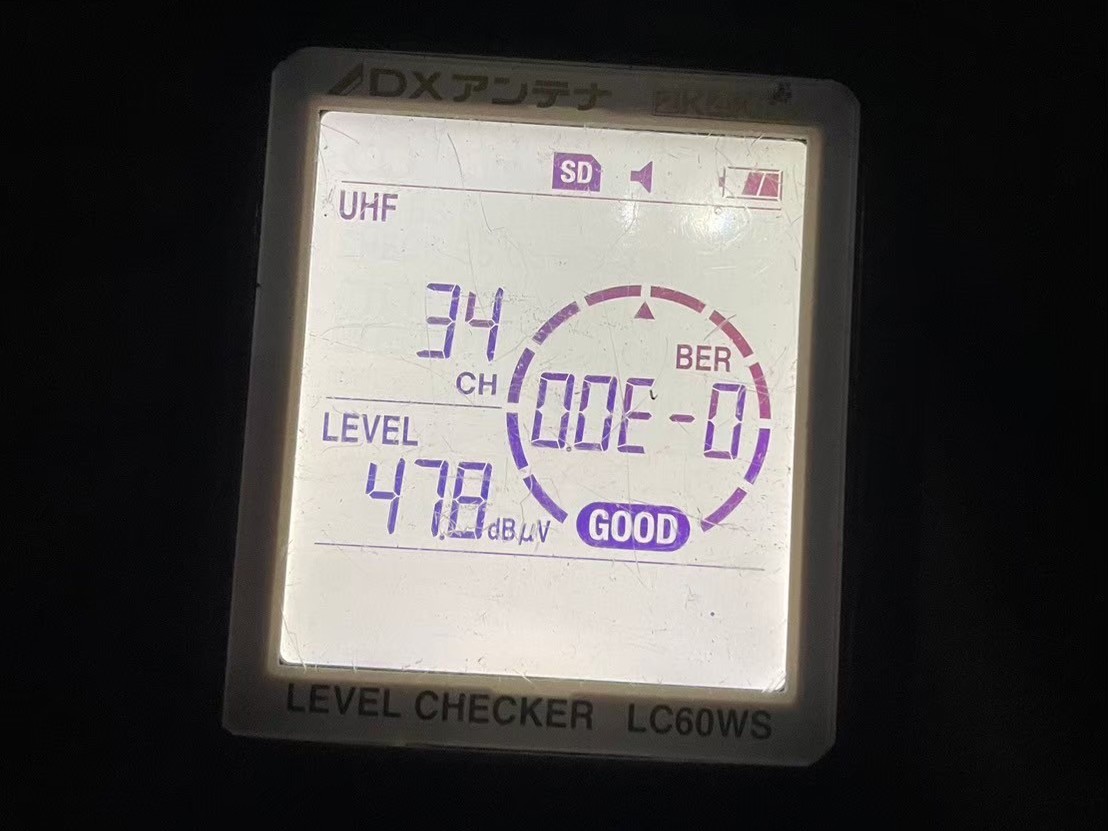 DXアンテナ
SD
UHF
34
CH
BER
0.0E-0
LEVEL
47.8 dBμV
GOOD
LEVEL CHECKER LC60WS